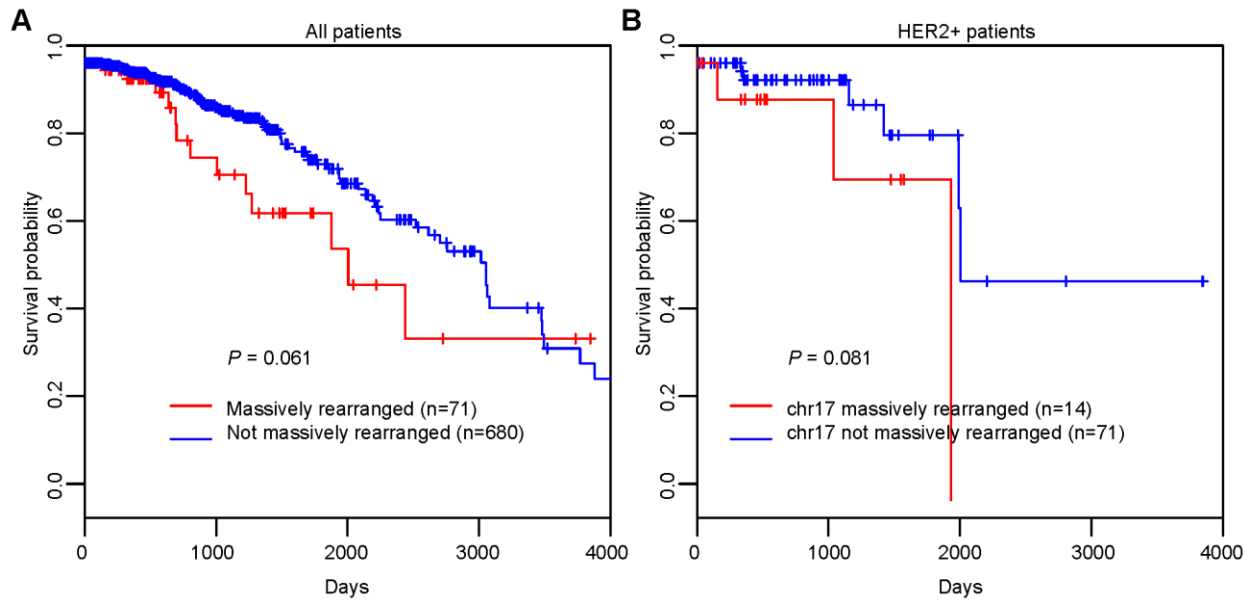 A
All patients
Survival probability
1.0
0.8
0.6
0.4
0.2
0.0
P = 0.061
Massively rearranged (n=71)
Not massively rearranged (n=680)
0 1000 2000 3000 4000
Days
B
HER2+ patients
Survival probability
1.0
0.8
0.6
0.4
0.2
0.0
P = 0.081
chr17 massively rearranged (n=14)
chr17 not massively rearranged (n=71)
0 1000 2000 3000 4000
Days